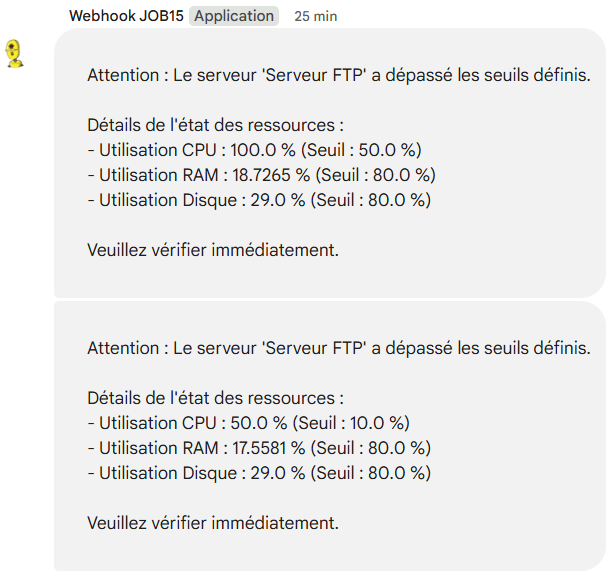 Webhook JOB15 Application 25 min
Attention : Le serveur 'Serveur FTP' a dépassé les seuils définis.
Détails de l'état des ressources :
- Utilisation CPU : 100.0 % (Seuil : 50.0 %)
- Utilisation RAM : 18.7265 % (Seuil : 80.0 %)
- Utilisation Disque : 29.0 % (Seuil : 80.0 %)
Veuillez vérifier immédiatement.
Attention : Le serveur 'Serveur FTP' a dépassé les seuils définis.
Détails de l'état des ressources :
- Utilisation CPU : 50.0 % (Seuil : 10.0 %)
- Utilisation RAM : 17.5581 % (Seuil : 80.0 %)
- Utilisation Disque : 29.0 % (Seuil : 80.0 %)
Veuillez vérifier immédiatement.